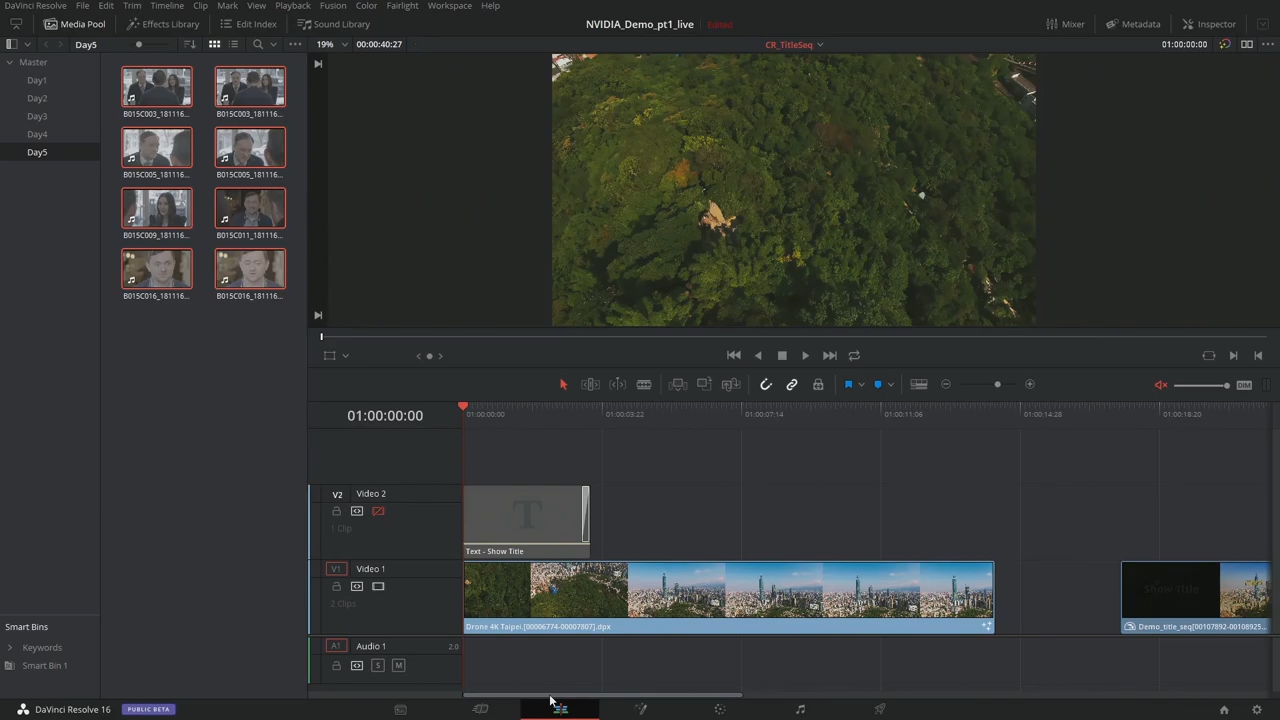 DaVinci Resolve File Edit Trim Timeline Clip Mark View Playback Fusion Color Fairlight Workspace Help
Media Pool Effects Library Edit Index Sound Library NVIDIA_Demo_pt1_live Edited Mixer Metadata Inspector
Day5 19% 00:00:40:27 CR_TitleSeq 01:00:00:00
Master
Day1
Day2
Day3
Day4
Day5
B015C003_181116... B015C003_181116...
B015C005_181116... B015C005_181116...
B015C009_181116... B015C011_181116...
B015C016_181116... B015C016_181116...
DIM
01:00:00:00 01:00:00:00 01:00:03:22 01:00:07:14 01:00:11:06 01:00:14:28 01:00:18:20
V2 Video 2
1 Clip
T
Text - Show Title
V1 Video 1
2 Clips
Show Title
Drone 4K Taipei.[00006774-00007807].dpx Demo_title_seq[00107892-00108925...
A1 Audio 1 2.0
S M
Smart Bins
Keywords
Smart Bin 1
DaVinci Resolve 16 PUBLIC BETA